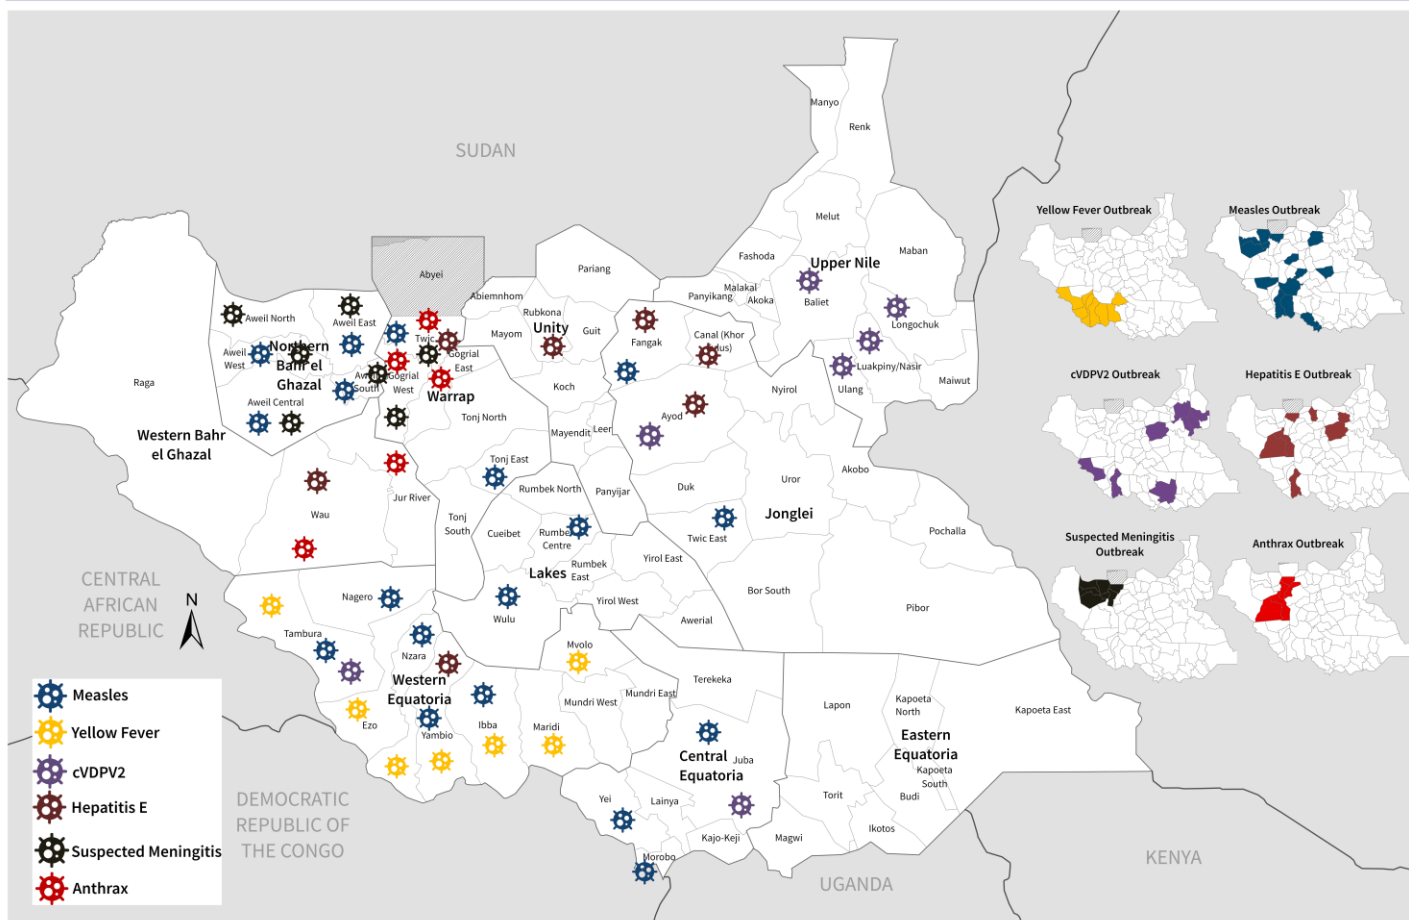 SUDAN
Manyo
Renk
Melut
Maban
Fashoda
Upper Nile
Malakal
Panyikang
Akoka
Baliet
Longochuk
Luakpiny/Nasir
Ulang
Maiwut
Abyei
Abiemnhom
Pariang
Rubkona
Unity
Guit
Mayom
Koch
Mayendit
Leer
Panyijar
Fangak
Canal (Khor
Ayod
Nyirol
Duk
Uror
Akobo
Jonglei
Twic East
Pochalla
Bor South
Pibor
Aweil North
Aweil East
Aweil
West
Northern
Bahr el
Ghazal
South
Aweil Central
Twic
Gogrial
East
Gogrial
West
Warrap
Tonj North
Tonj East
Tonj
South
Raga
Western Bahr
el Ghazal
Jur River
Wau
Rumbek North
Cueibet
Rumbek
Centre
Rumbek
East
Lakes
Yirol East
Yirol West
Wulu
Awerial
CENTRAL
AFRICAN
REPUBLIC
N
Nagero
Tambura
Nzara
Western
Equatoria
Ezo
Yambio
Ibba
Maridi
Mvolo
Mundri West
Mundri East
Terekeka
Central
Equatoria
Juba
Yei
Lainya
Kajo-Keji
Morobo
Lapon
Kapoeta
North
Kapoeta East
Eastern
Equatoria
Kapoeta
South
Budi
Torit
Ikotos
Magwi
DEMOCRATIC
REPUBLIC OF
THE CONGO
UGANDA
KENYA
Measles
Yellow Fever
cVDPV2
Hepatitis E
Suspected Meningitis
Anthrax
Yellow Fever Outbreak
Measles Outbreak
cVDPV2 Outbreak
Hepatitis E Outbreak
Suspected Meningitis
Outbreak
Anthrax Outbreak